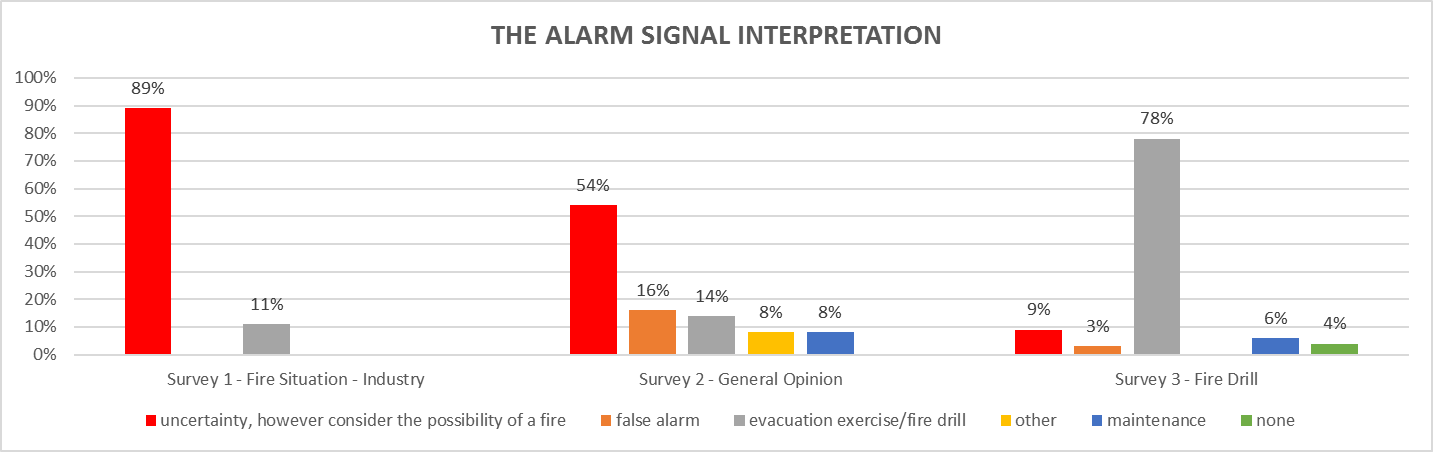 THE ALARM SIGNAL INTERPRETATION
100%
90%
80%
70%
60%
50%
40%
30%
20%
10%
0%
89%
11%
54%
16%
14%
8%
8%
9%
3%
78%
6%
4%
Survey 1 - Fire Situation - Industry
Survey 2 - General Opinion
Survey 3 - Fire Drill
uncertainty, however consider the possibility of a fire
false alarm
evacuation exercise/fire drill
other
maintenance
none